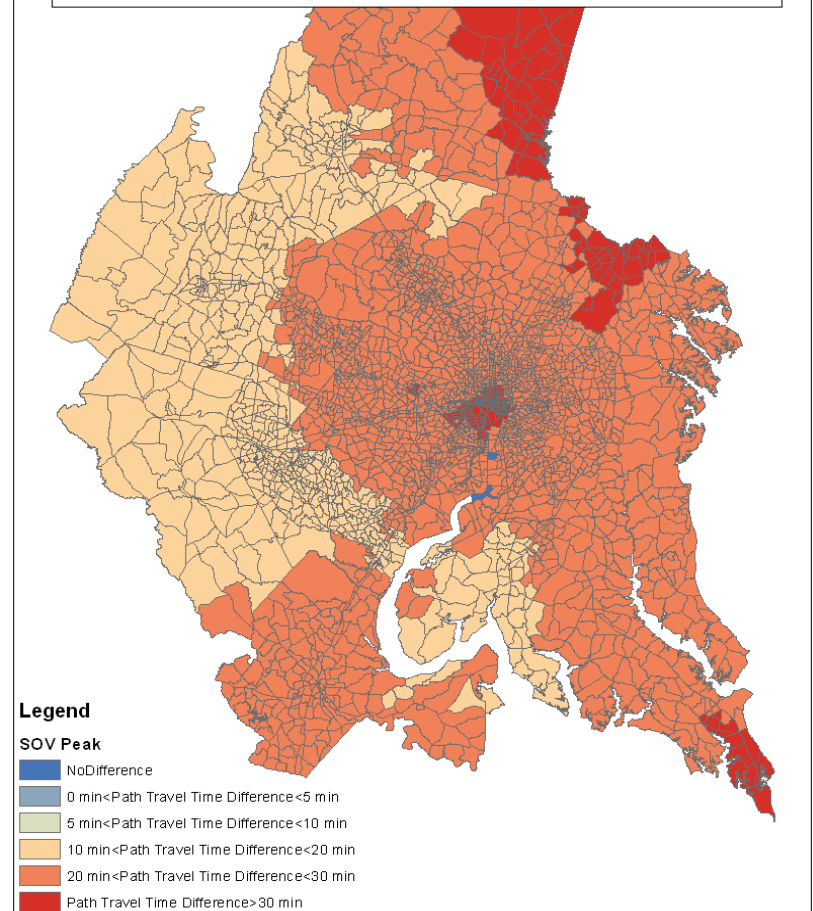 Legend
SOV Peak
NoDifference
0 min<Path Travel Time Difference<5 min
5 min<Path Travel Time Difference<10 min
10 min<Path Travel Time Difference<20 min
20 min<Path Travel Time Difference<30 min
Path Travel Time Difference>30 min